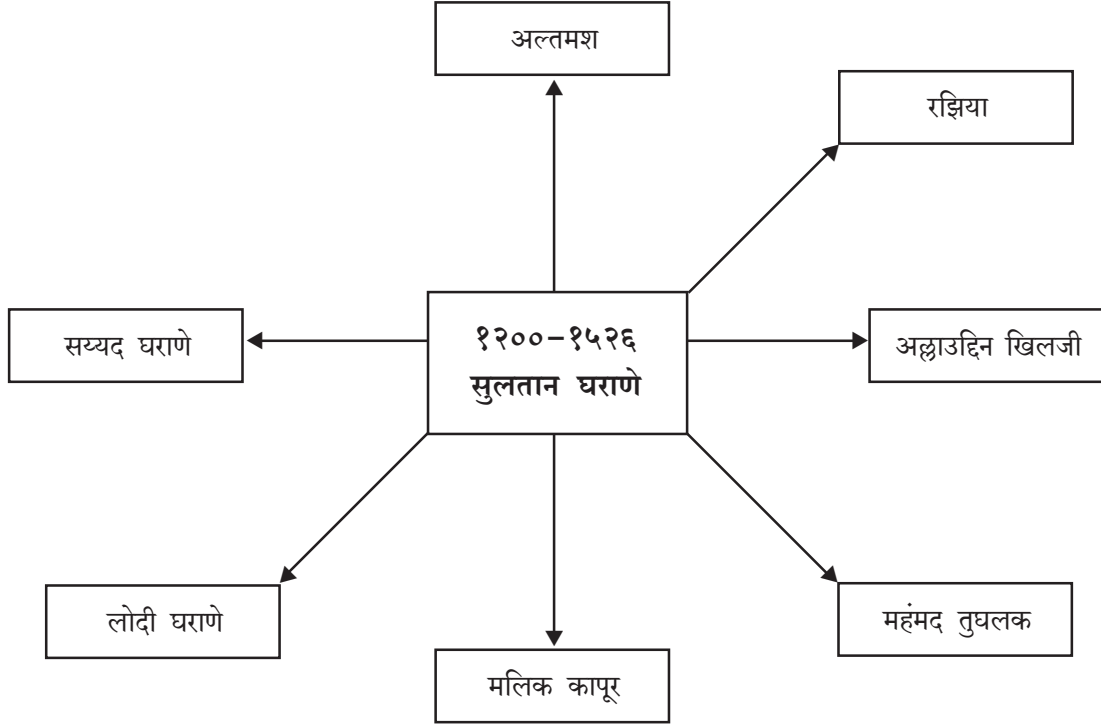 अल्तमश
रझिया
सय्यद घराणे
१२००–१५२६
सुलतान घराणे
अल्लाउद्दिन खिलजी
लोदी घराणे
महंमद तुघलक
मलिक कापूर